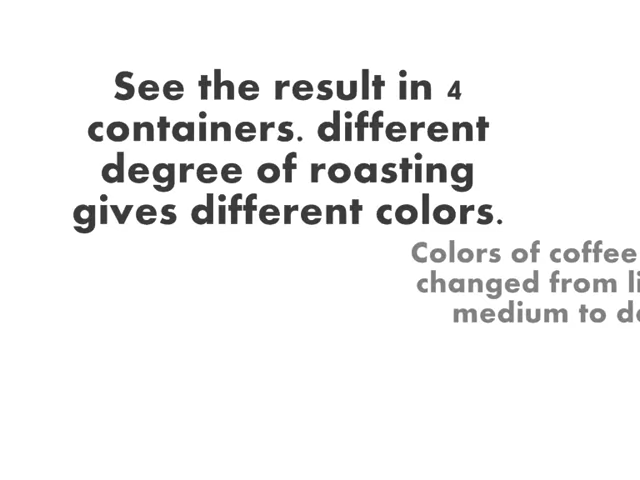 See the result in 4
containers. different
degree of roasting
gives different colors.
Colors of coffee
changed from
medium to